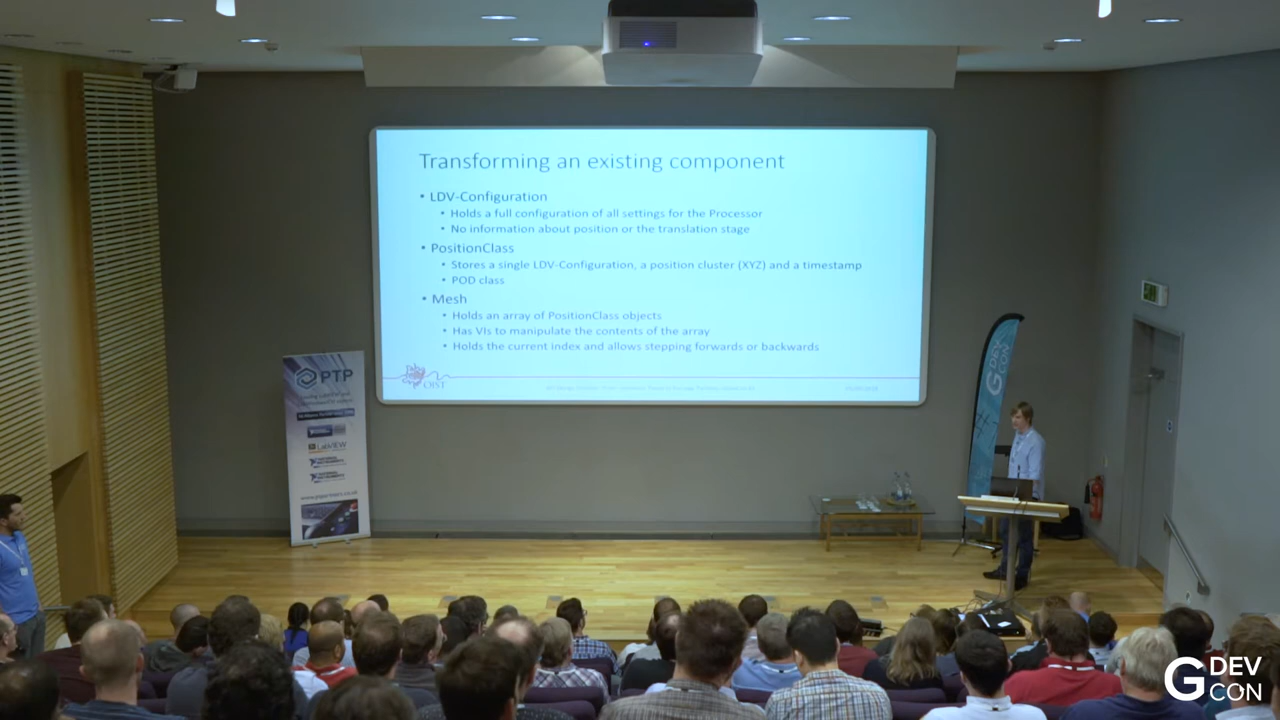 Transforming an existing component
• LDV-Configuration
• Holds a full configuration of all settings for the Processor
• No information about position or the translation stage
• PositionClass
• Stores a single LDV-Configuration, a position cluster (XYZ) and a timestamp
• POD class
• Mesh
• Holds an array of PositionClass objects
• Has VIs to manipulate the contents of the array
• Holds the current index and allows stepping forwards or backwards
OIST
PTP
LabVIEW
G DEV CON
G DEV
CON